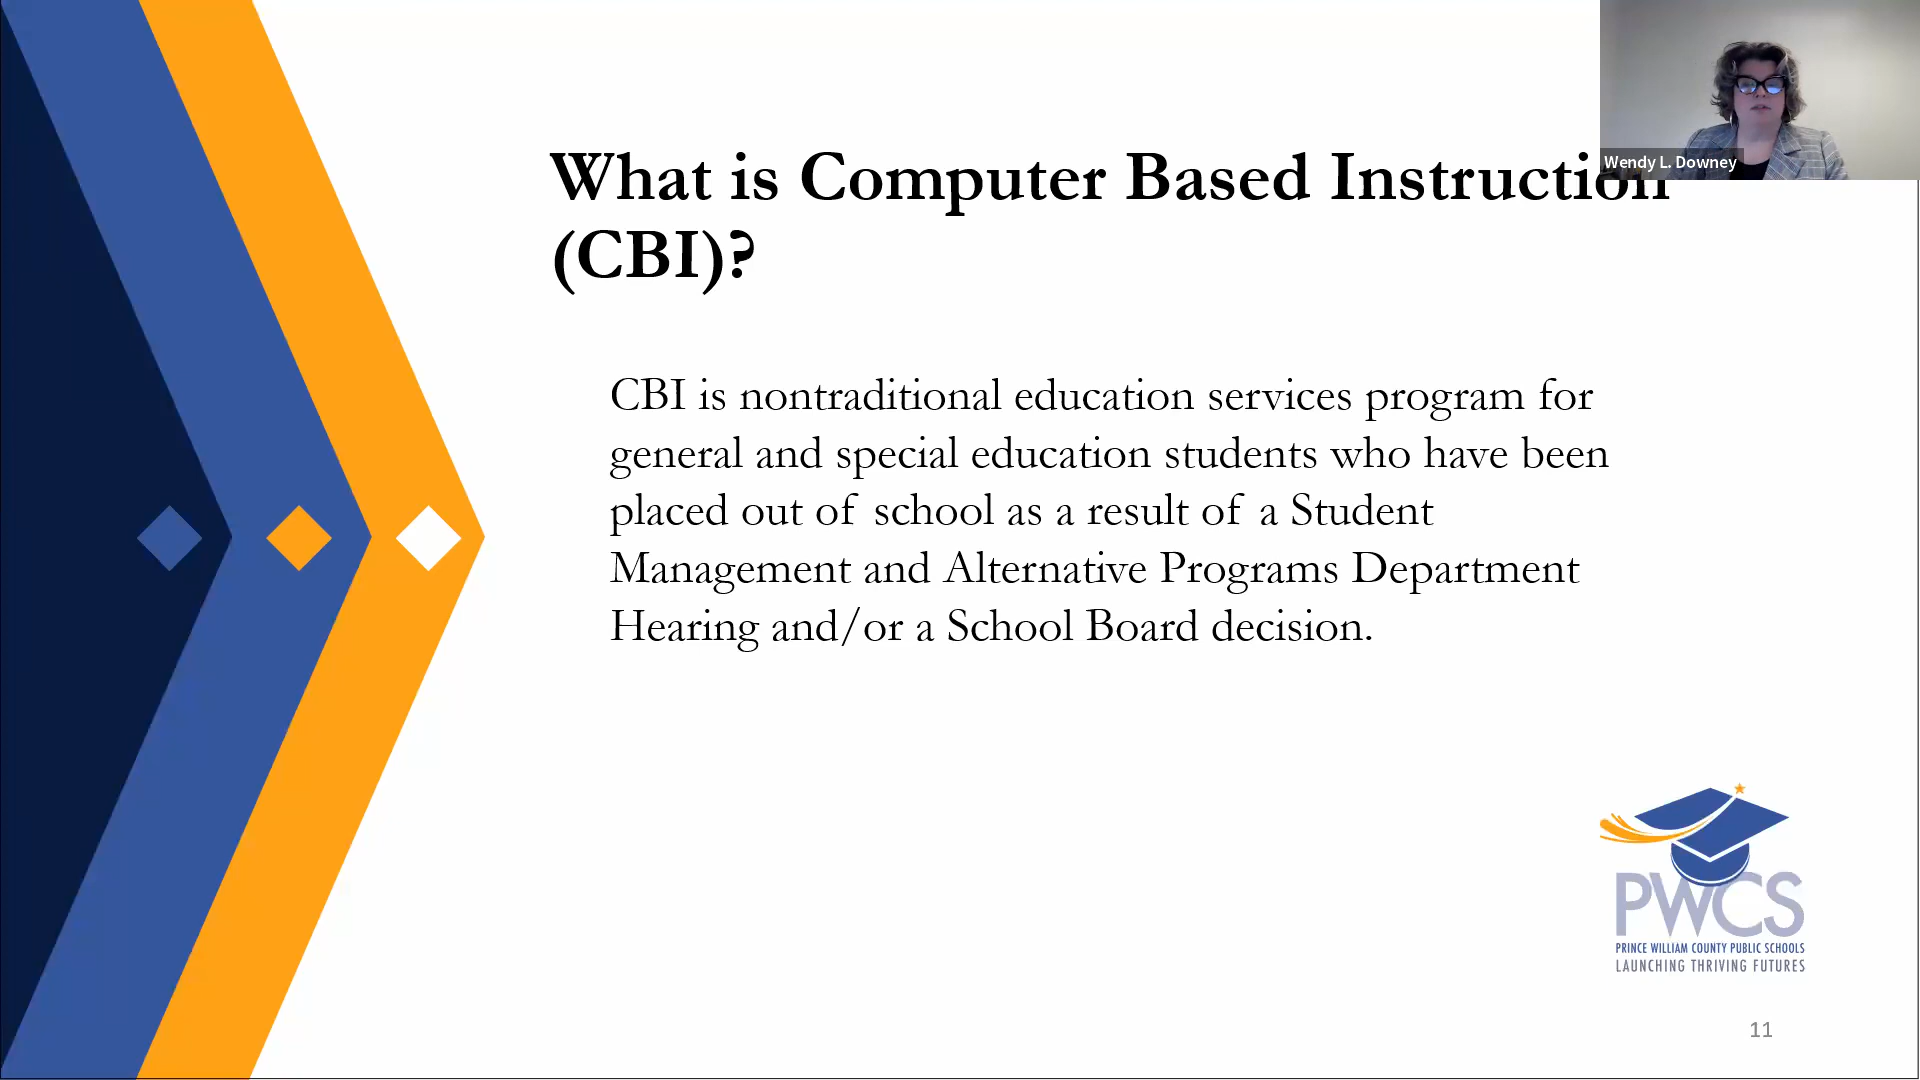 Wendy L. Downey
What is Computer Based Instruction
(CBI)?
CBI is nontraditional education services program for
general and special education students who have been
placed out of school as a result of a Student
Management and Alternative Programs Department
Hearing and/or a School Board decision.
PWCS
PRINCE WILLIAM COUNTY PUBLIC SCHOOLS
LAUNCHING THRIVING FUTURES
11